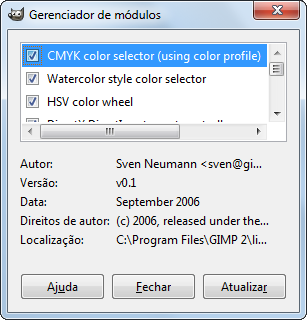 Gerenciador de módulos
CMYK color selector (using color profile)
Watercolor style color selector
HSV color wheel
Autor: Sven Neumann <sven@gi...
Versão: v0.1
Data: September 2006
Direitos de autor: (c) 2006, released under the...
Localização: C:\Program Files\GIMP 2\li...
Ajuda Fechar Atualizar